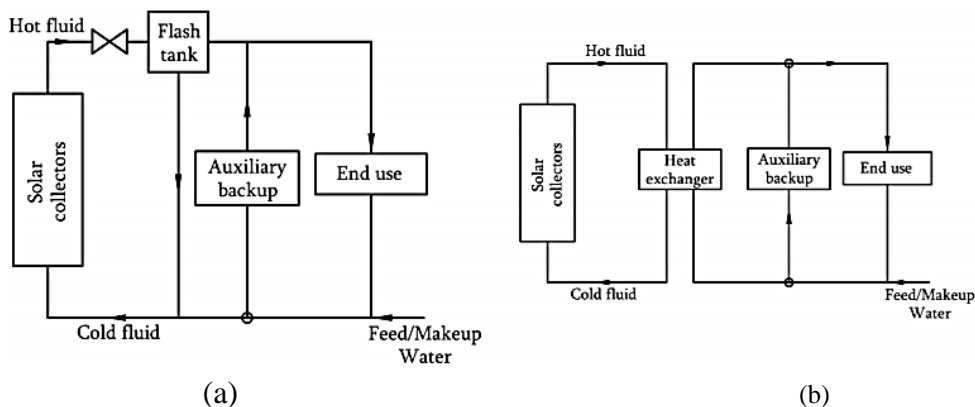 Hot fluid
Flash
tank
Solar
collectors
Auxiliary
backup
End use
Cold fluid
Feed/Makeup
Water
(a)
Hot fluid
Solar
collectors
Heat
exchanger
Auxiliary
backup
End use
Cold fluid
Feed/Makeup
Water
(b)